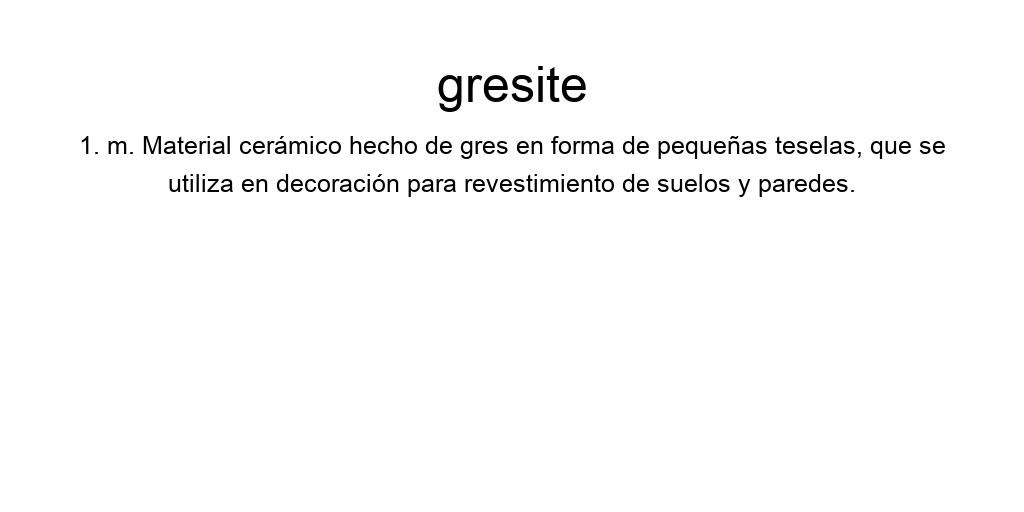 gresite
1. m. Material cerámico hecho de gres en forma de pequeñas teselas, que se
utiliza en decoración para revestimiento de suelos y paredes.